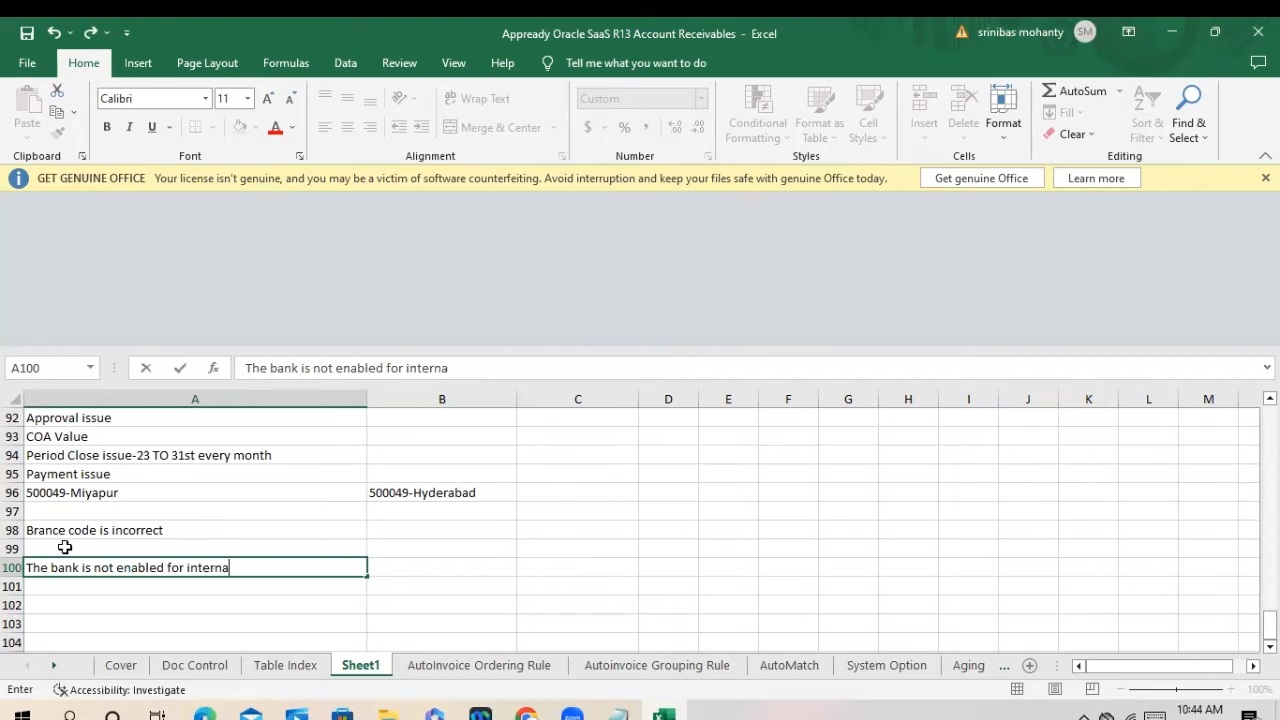 Appready Oracle SaaS R13 Account Receivables - Excel
srinibas mohanty
SM
File
Home
Insert
Page Layout
Formulas
Data
Review
View
Help
Tell me what you want to do
Paste
Clipboard
Calibri
11
B
I
U
Font
Wrap Text
Merge & Center
Alignment
Custom
$
%
Number
Conditional Formatting
Format as Table
Cell Styles
Styles
Insert
Delete
Format
Cells
AutoSum
Fill
Clear
Sort & Filter
Find & Select
Editing
GET GENUINE OFFICE Your license isn't genuine, and you may be a victim of software counterfeiting. Avoid interruption and keep your files safe with genuine Office today.
Get genuine Office
Learn more
A100
fx
The bank is not enabled for interna
A B C D E F G H I J K L M
92 Approval issue
93 COA Value
94 Period Close issue-23 TO 31st every month
95 Payment issue
96 500049-Miyapur 500049-Hyderabad
97
98 Brance code is incorrect
99
100 The bank is not enabled for interna
101
102
103
104
Cover
Doc Control
Table Index
Sheet1
AutoInvoice Ordering Rule
Autoinvoice Grouping Rule
AutoMatch
System Option
Aging
...
Enter
Accessibility: Investigate
100%
10:44 AM